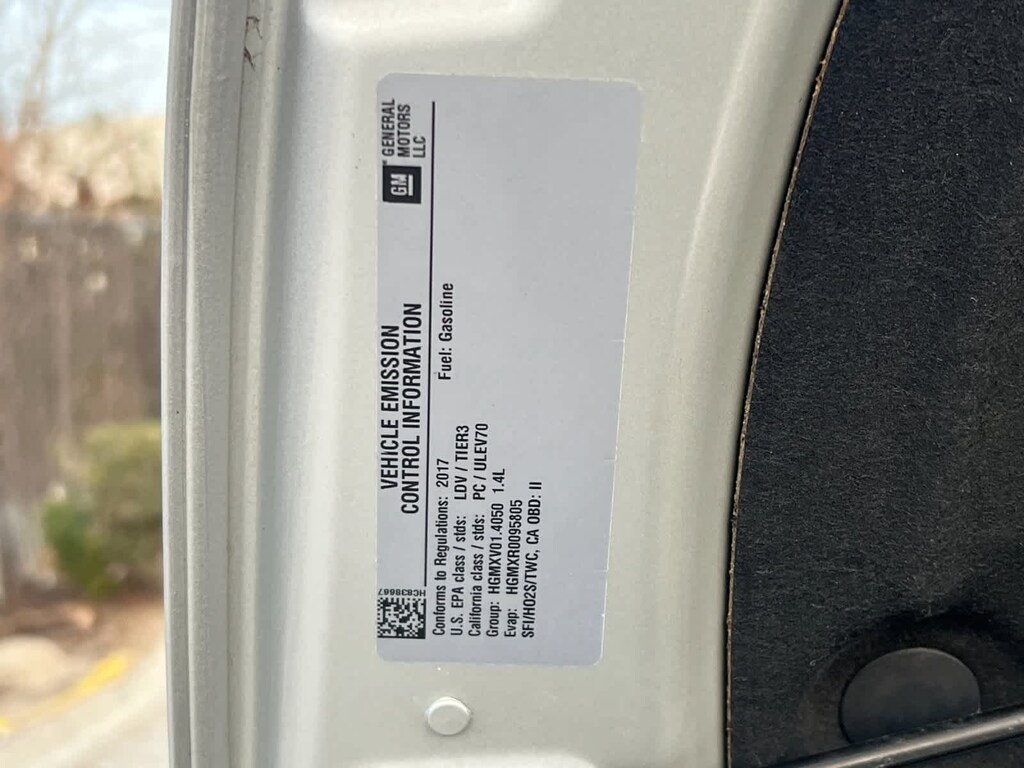 GM GENERAL
MOTORS
LLC
VEHICLE EMISSION
CONTROL INFORMATION
HC838687
Conforms to Regulations: 2017 Fuel: Gasoline
U.S. EPA class / stds: LDV / TIER3
California class / stds: PC / ULEV70
Group: HGMXV01.4050 1.4L
Evap: HGMXR0095805
SFI/HO2S/TWC, CA OBD: II